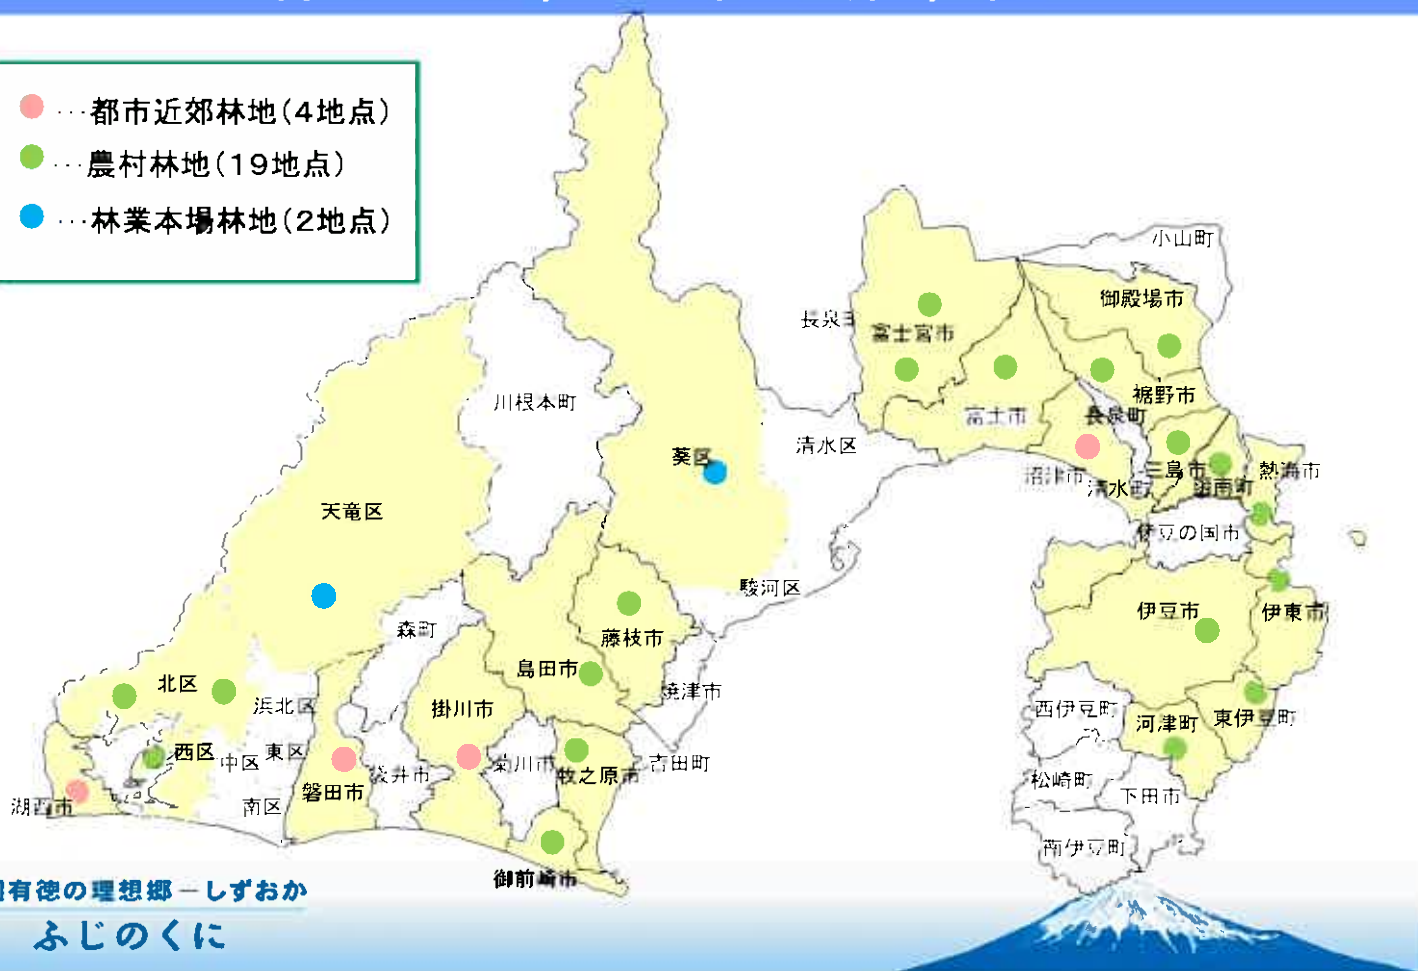 …都市近郊林地(4地点)
…農村林地(19地点)
…林業本場林地(2地点)
小山町
御殿場市
長泉
富士宮市
裾野市
川根本町
富士市
長泉町
葵区
清水区
三島市
熱海市
沼津市
清水町
函南町
天竜区
伊豆の国市
駿河区
伊豆市
伊東市
森町
藤枝市
島田市
北区
焼津市
浜北区
掛川市
西伊豆町
河津町
東伊豆町
西区
中区
東区
袋井市
菊川市
牧之原市
吉田町
磐田市
松崎町
下田市
湖西市
南区
南伊豆町
御前崎市
有徳の理想郷ーしずおか
ふじのくに